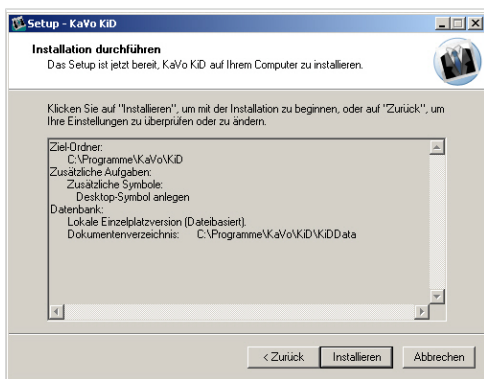 Setup - KaVo KiD
Installation durchführen
Das Setup ist jetzt bereit, KaVo KiD auf Ihrem Computer zu installieren.
Klicken Sie auf "Installieren", um mit der Installation zu beginnen, oder auf "Zurück", um
Ihre Einstellungen zu überprüfen oder zu ändern.
Ziel-Ordner:
C:\Programme\KaVo\KiD
Zusätzliche Aufgaben:
Zusätzliche Symbole:
Desktop-Symbol anlegen
Datenbank:
Lokale Einzelplatzversion (Dateibasiert).
Dokumentenverzeichnis: C:\Programme\KaVo\KiD\KiDData
< Zurück Installieren Abbrechen